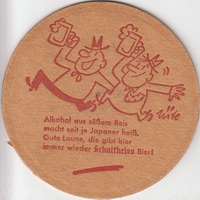 Alkohol aus süßem Reis
macht seit je Japaner heiß.
Gute Laune, die gibt hier
immer wieder Schultheiss Bier!